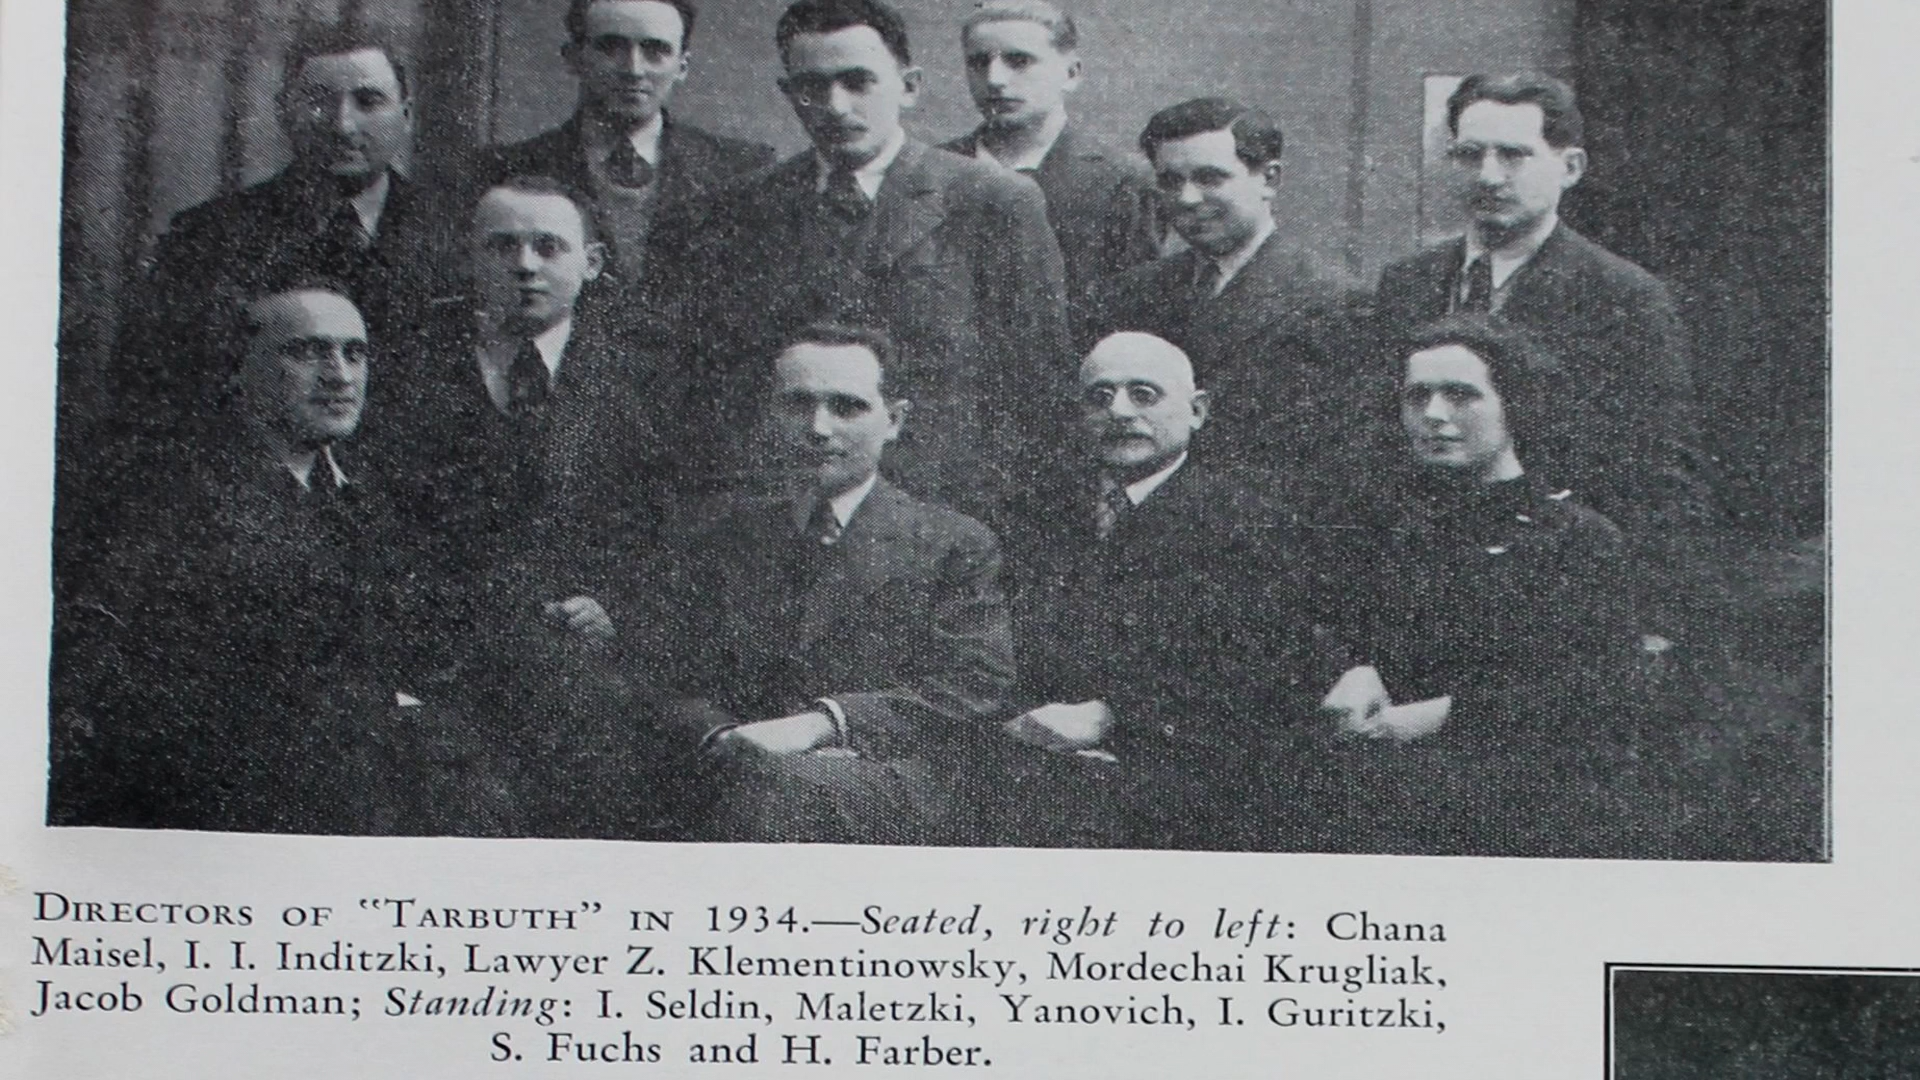 DIRECTORS OF “TARBUTH” IN 1934.—Seated, right to left: Chana
Maisel, I. I. Inditzki, Lawyer Z. Klementinowsky, Mordechai Krugliak,
Jacob Goldman; Standing: I. Seldin, Maletzki, Yanovich, I. Guritzki,
S. Fuchs and H. Farber.